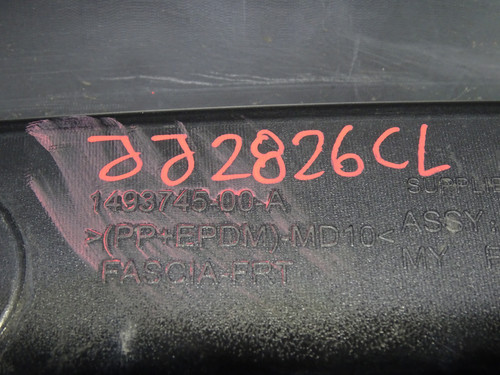 JJ2826CL
1493745-00-A
>(PP+EPDM)-MD10<
FASCIA-FRT
SUPPLIE
ASSY
MY F